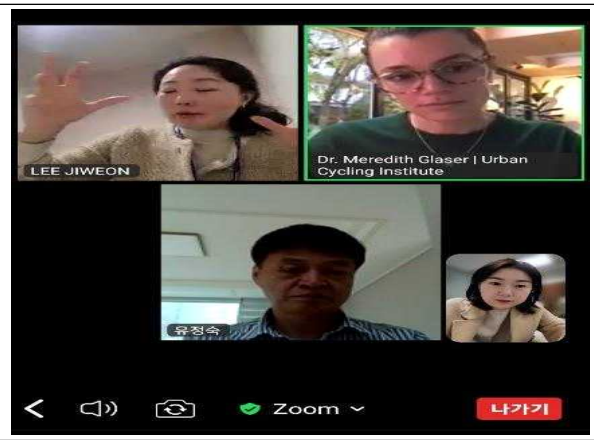 LEE JIWEON
Dr. Meredith Glaser | Urban
Cycling Institute
유정숙
Zoom
나가기